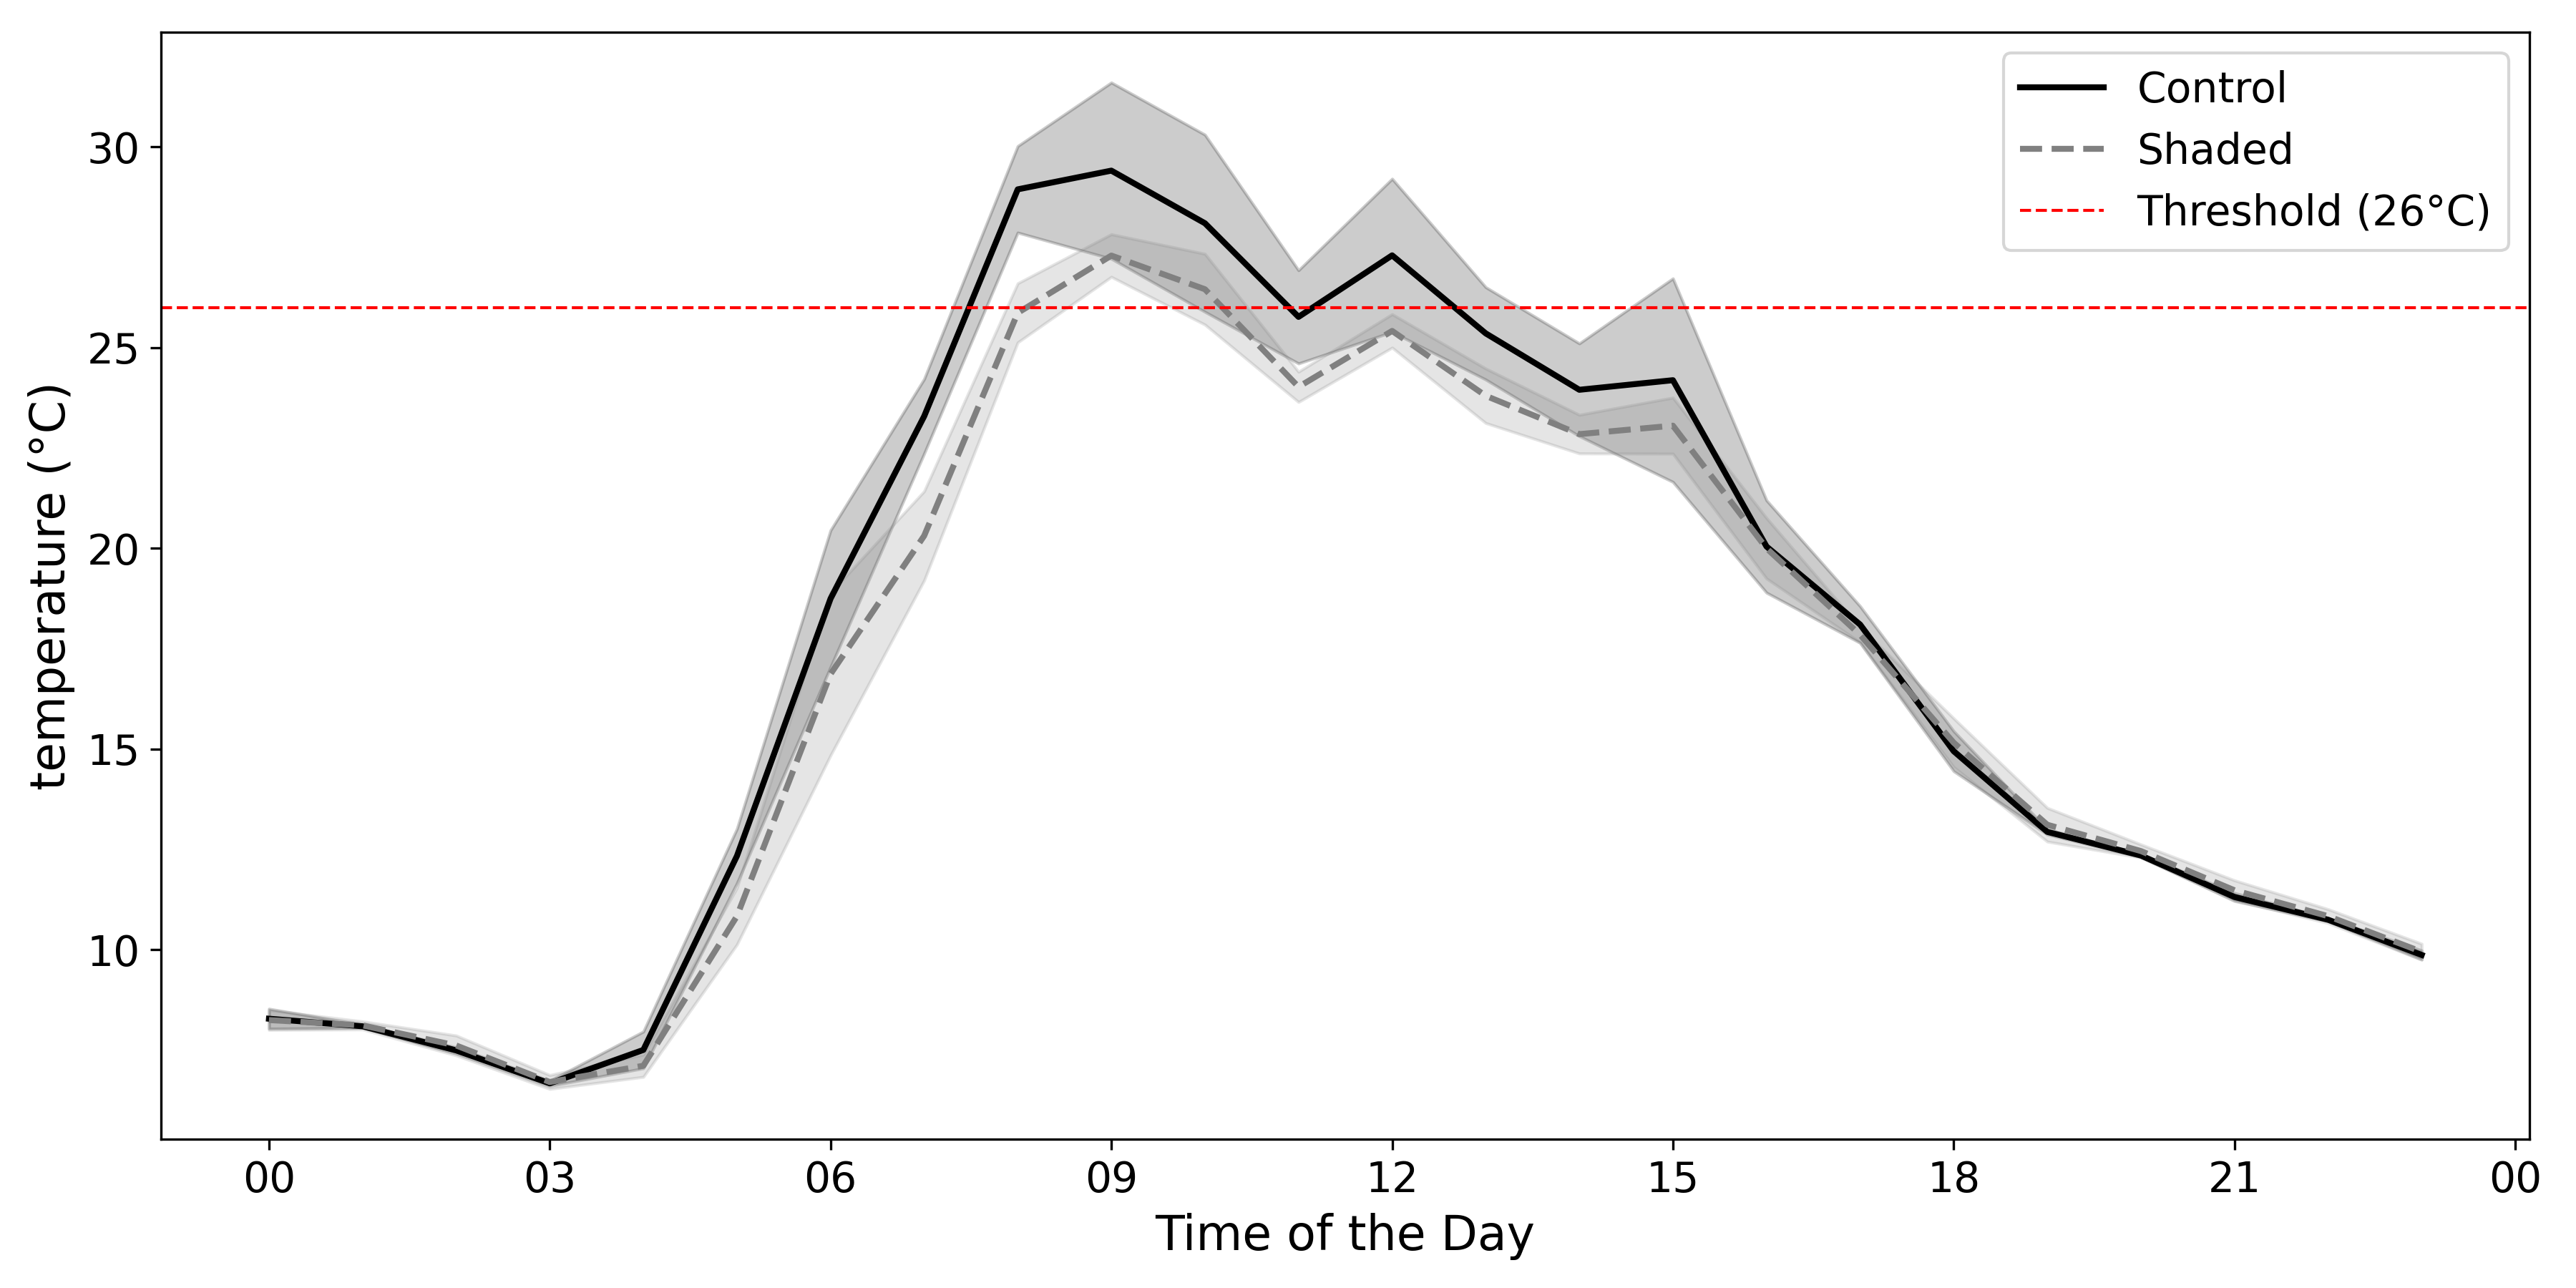 Control
Shaded
Threshold (26°C)
temperature (°C)
30
25
20
15
10
00 03 06 09 12 15 18 21 00
Time of the Day